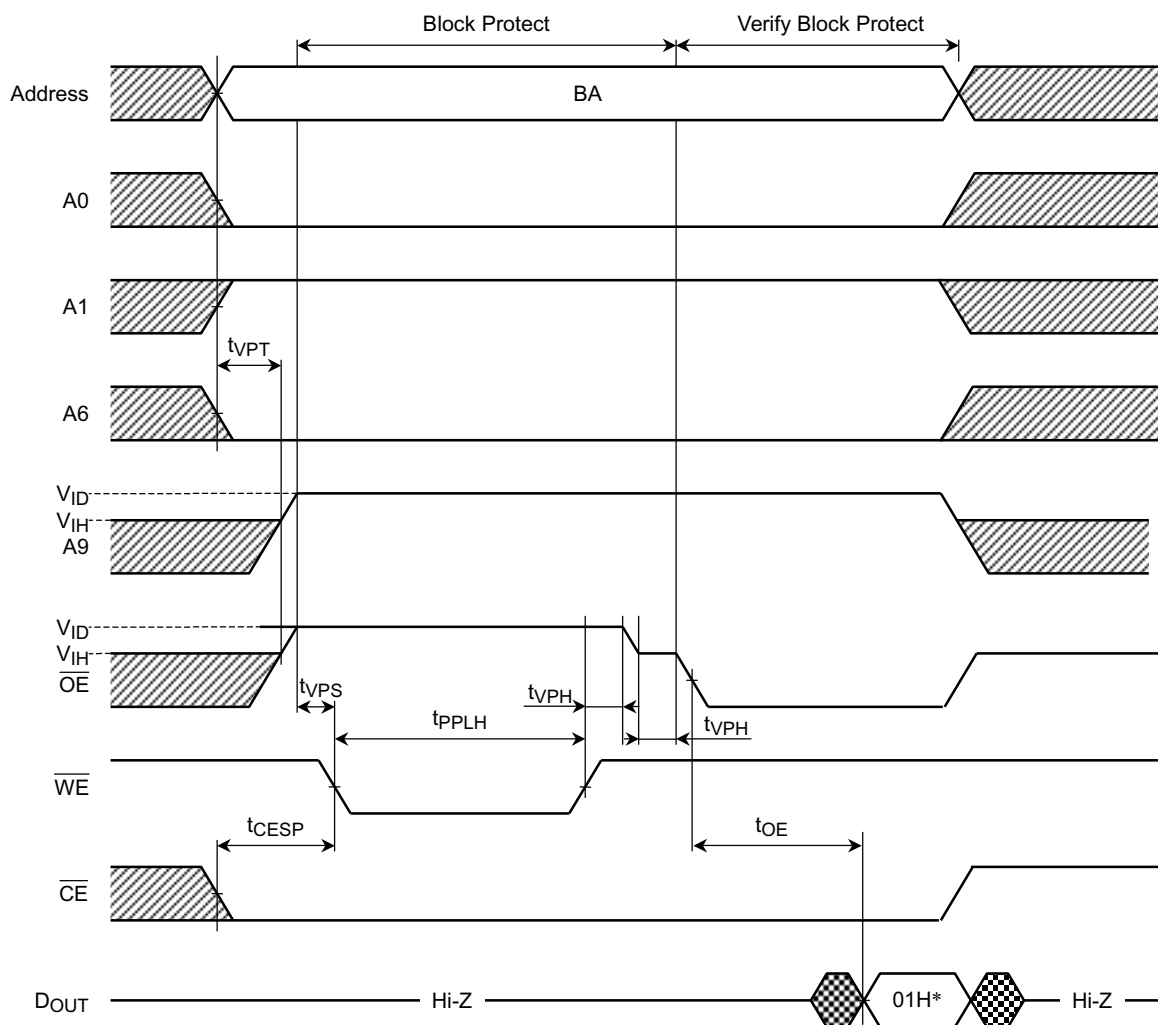 Block Protect
Verify Block Protect
Address
BA
A0
A1
tVPT
A6
VID
VIH
A9
VID
VIH
OE
tVPS
tVPH
tPPLH
tVPH
WE
tCESP
tOE
CE
DOUT
Hi-Z
01H*
Hi-Z